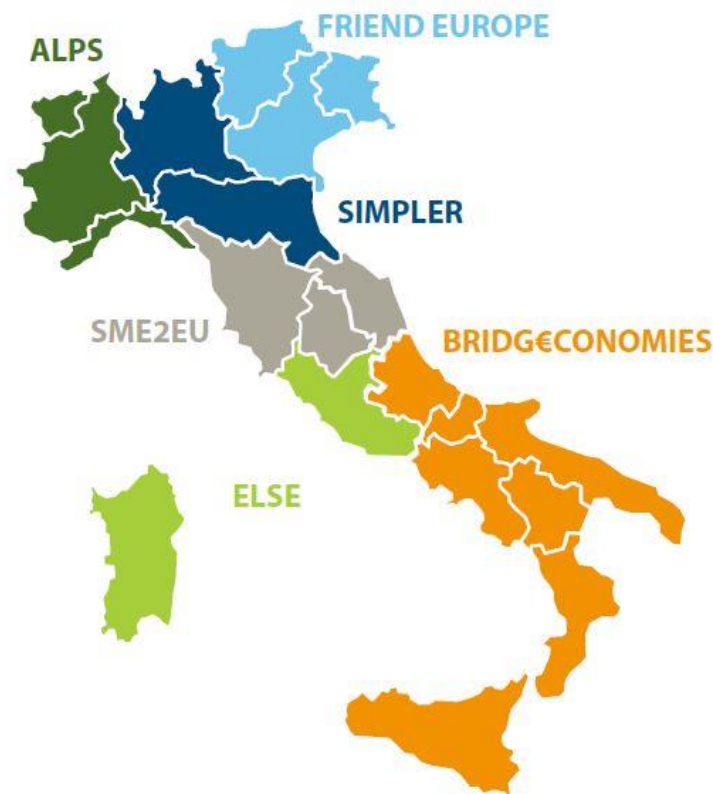 FRIEND EUROPE
ALPS
SIMPLER
SME2EU
BRIDG€CONOMIES
ELSE